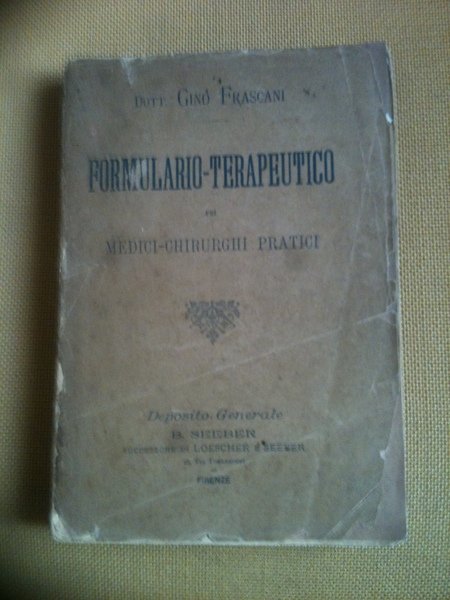 Dott. Gino Frascani
FORMULARIO-TERAPEUTICO
PEI
MEDICI-CHIRURGHI PRATICI
Deposito Generale
B. SEEBER
SUCCESSORE DI LOESCHER & SEEBER
FIRENZE